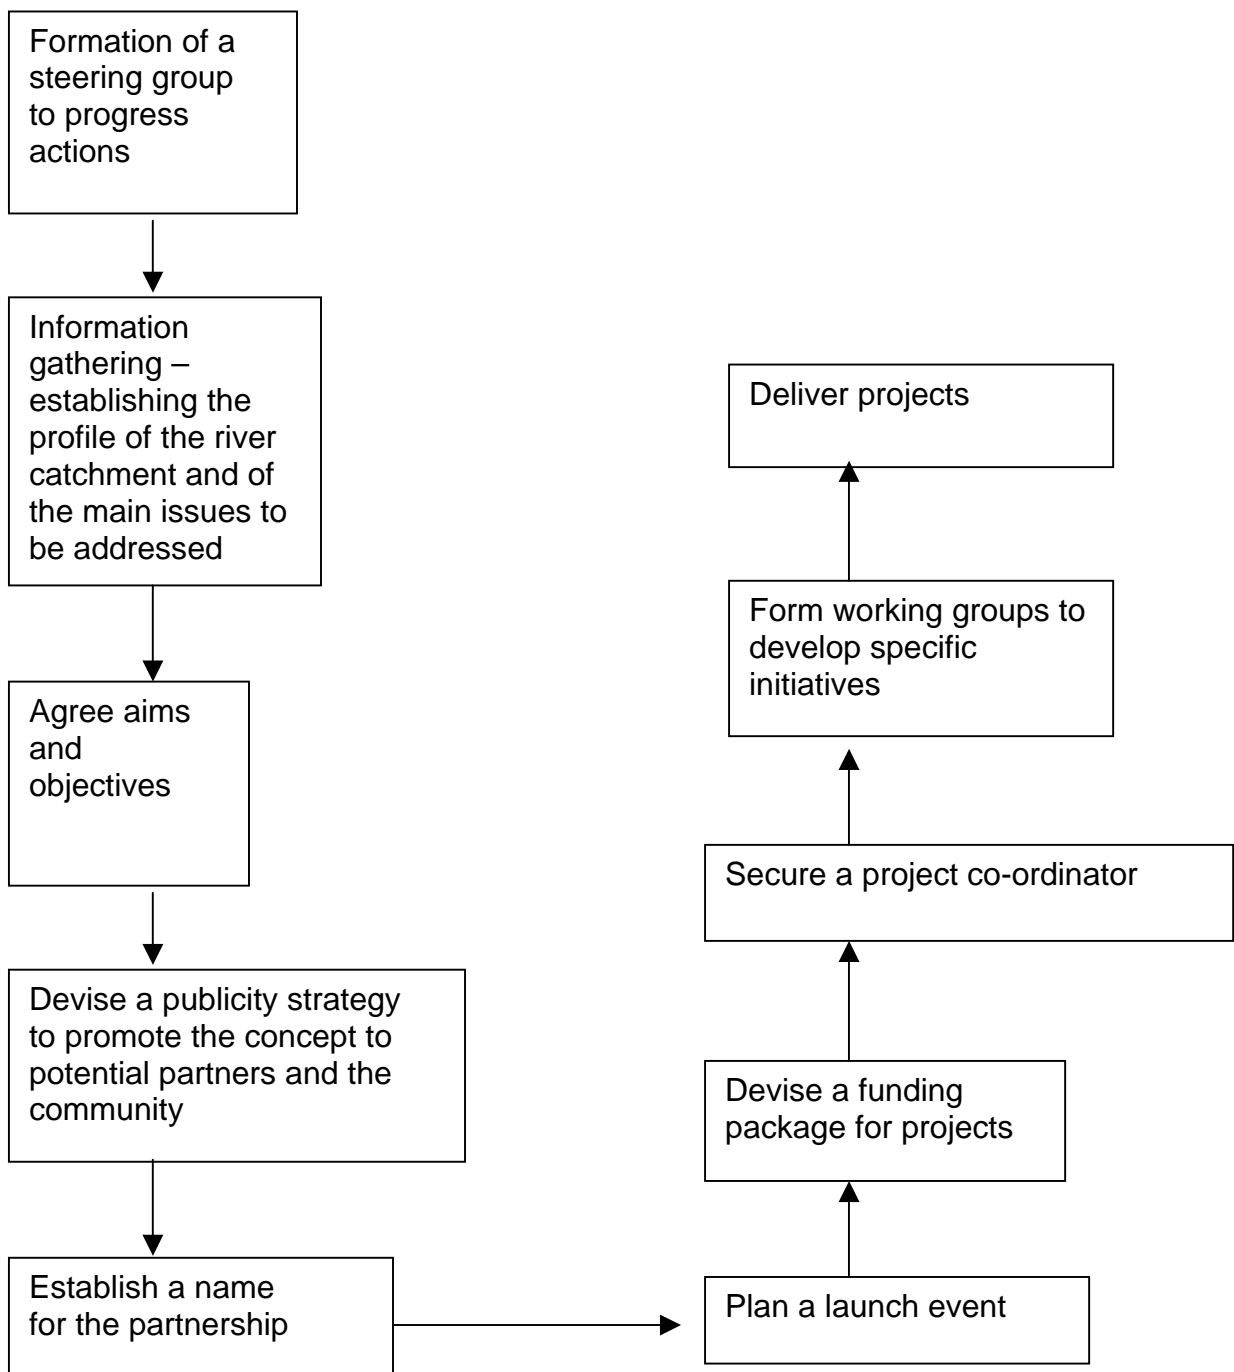 Formation of a
steering group
to progress
actions
Information
gathering –
establishing the
profile of the river
catchment and of
the main issues to
be addressed
Agree aims
and
objectives
Devise a publicity strategy
to promote the concept to
potential partners and the
community
Establish a name
for the partnership
Plan a launch event
Devise a funding
package for projects
Secure a project co-ordinator
Form working groups to
develop specific
initiatives
Deliver projects